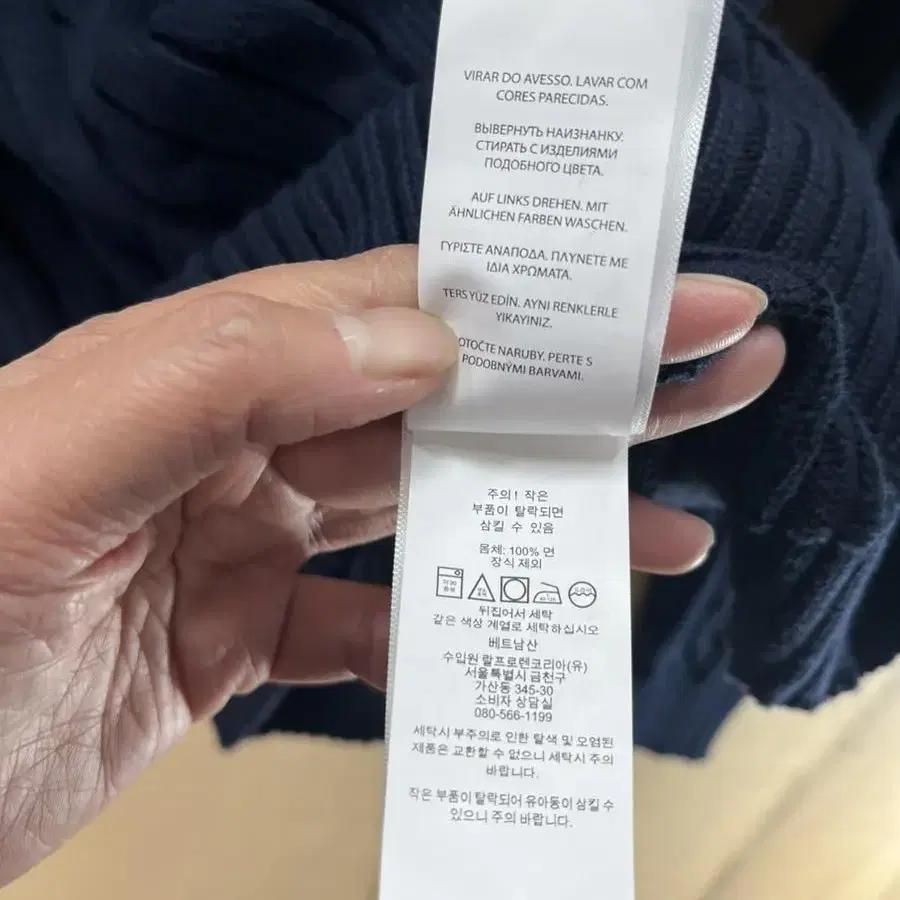 VIRAR DO AVESSO. LAVAR COM
CORES PARECIDAS.
ВЫВЕРНУТЬ НАИЗНАНКУ.
СТИРАТЬ С ИЗДЕЛИЯМИ
ПОДОБНОГО ЦВЕТА.
AUF LINKS DREHEN. MIT
ÄHNLICHEN FARBEN WASCHEN.
ΓΥΡΙΣΤΕ ΑΝΑΠΟΔΑ. ΠΛΥΝΕΤΕ ΜΕ
ΙΔΙΑ ΧΡΩΜΑΤΑ.
TERS YÜZ EDİN. AYNI RENKLERLE
YIKAYINIZ.
OTOČTE NARUBY. PERTE S
PODOBNÝMI BARVAMI.
주의! 작은
부품이 탈락되면
삼킬 수 있음
몸체: 100% 면
장식 제외
뒤집어서 세탁
같은 색상 계열로 세탁하십시오
베트남산
수입원 랄프로렌코리아(유)
서울특별시 금천구
가산동 345-30
소비자 상담실
080-566-1199
세탁시 부주의로 인한 탈색 및 오염된
제품은 교환할 수 없으니 세탁시 주의
바랍니다.
작은 부품이 탈락되어 유아동이 삼킬 수
있으니 주의 바랍니다.